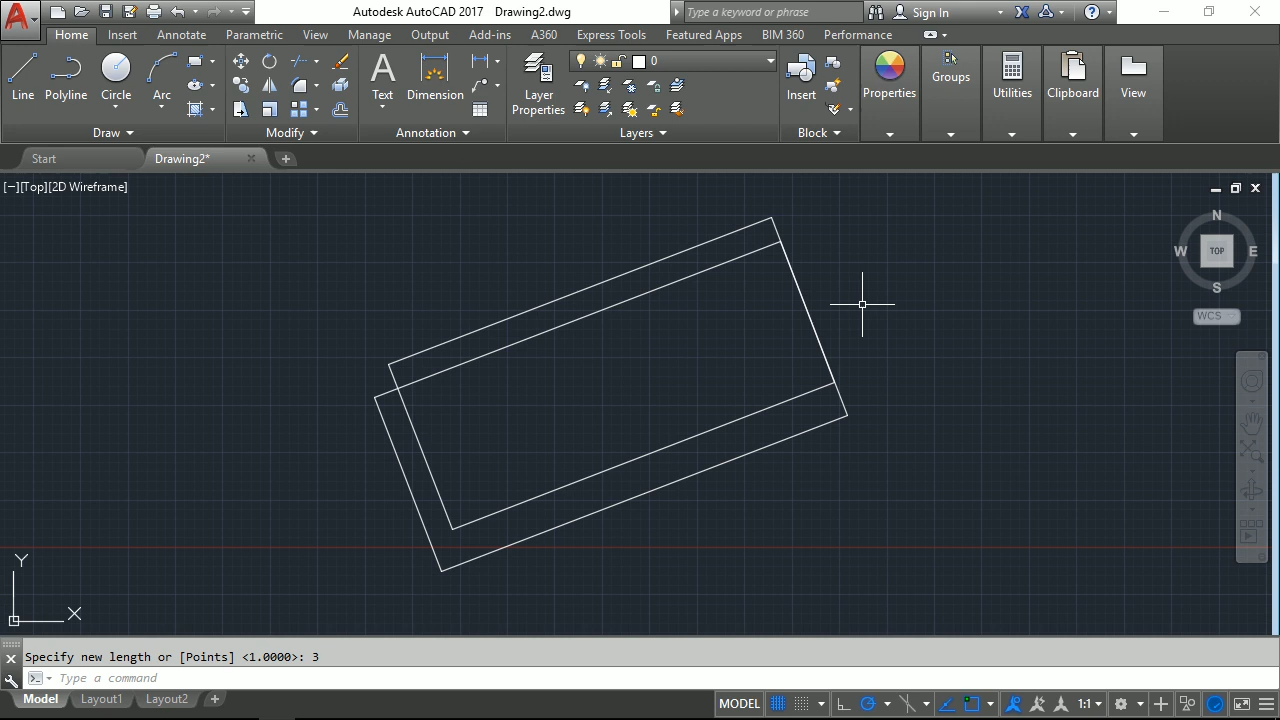 Autodesk AutoCAD 2017 Drawing2.dwg
Type a keyword or phrase
Sign In
Home Insert Annotate Parametric View Manage Output Add-ins A360 Express Tools Featured Apps BIM 360 Performance
Line Polyline Circle Arc
Text Dimension
Layer Properties
0
Insert
Properties
Groups
Utilities
Clipboard
View
Draw Modify Annotation Layers Block
Start Drawing2*
[−][Top][2D Wireframe]
N
W TOP E
S
WCS
Y
X
Specify new length or [Points] <1.0000>: 3
Type a command
Model Layout1 Layout2
MODEL 1:1